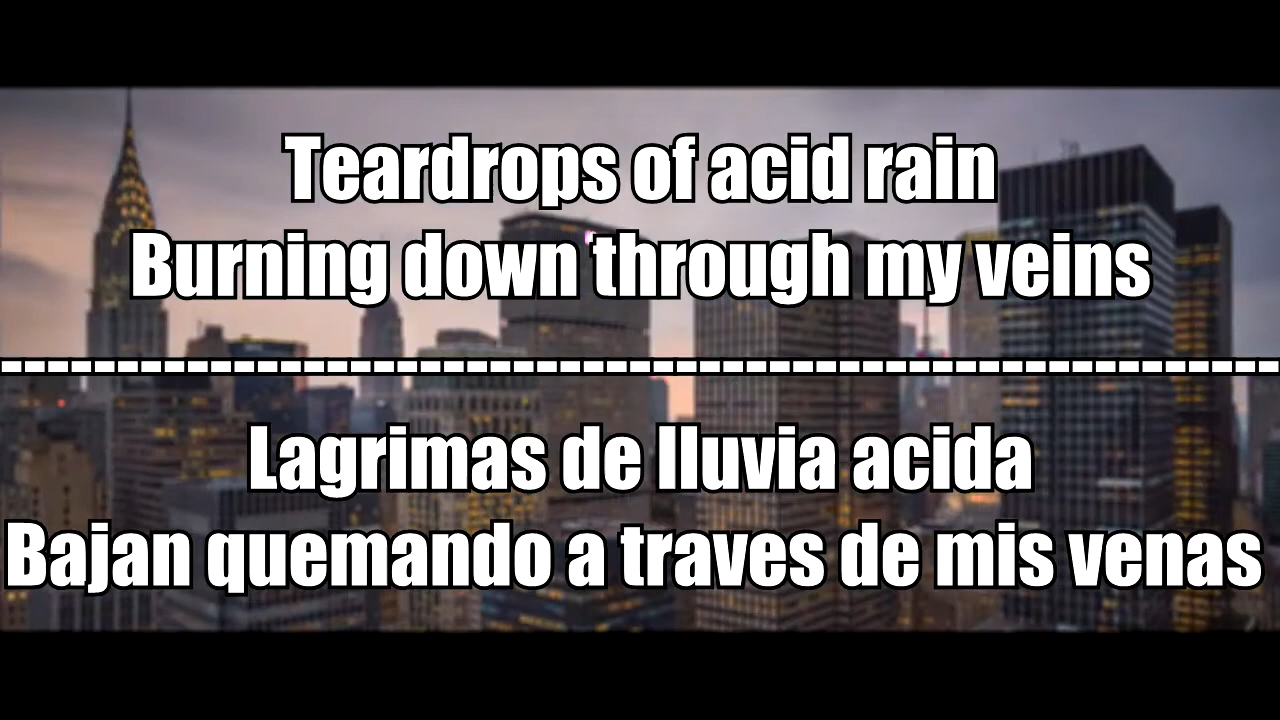 Teardrops of acid rain
Burning down through my veins
Lagrimas de lluvia acida
Bajan quemando a traves de mis venas